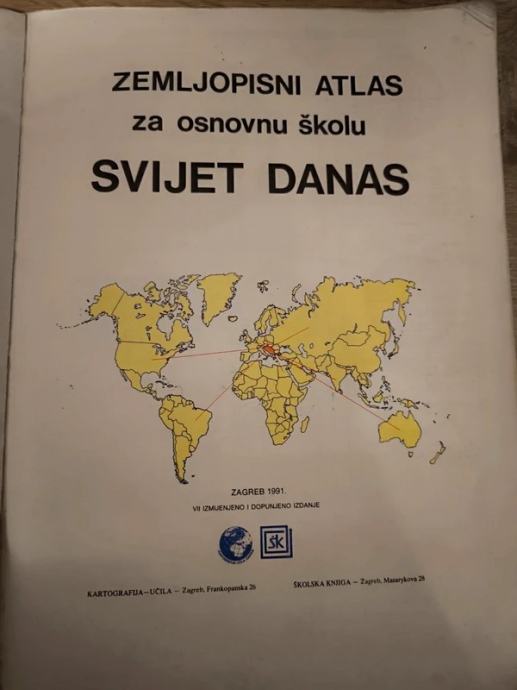 ZEMLJOPISNI ATLAS
za osnovnu školu
SVIJET DANAS
ZAGREB 1991.
VII IZMIJENJENO I DOPUNJENO IZDANJE
ŠK
KARTOGRAFIJA—UČILA — Zagreb, Frankopanska 26
ŠKOLSKA KNJIGA — Zagreb, Masarykova 28